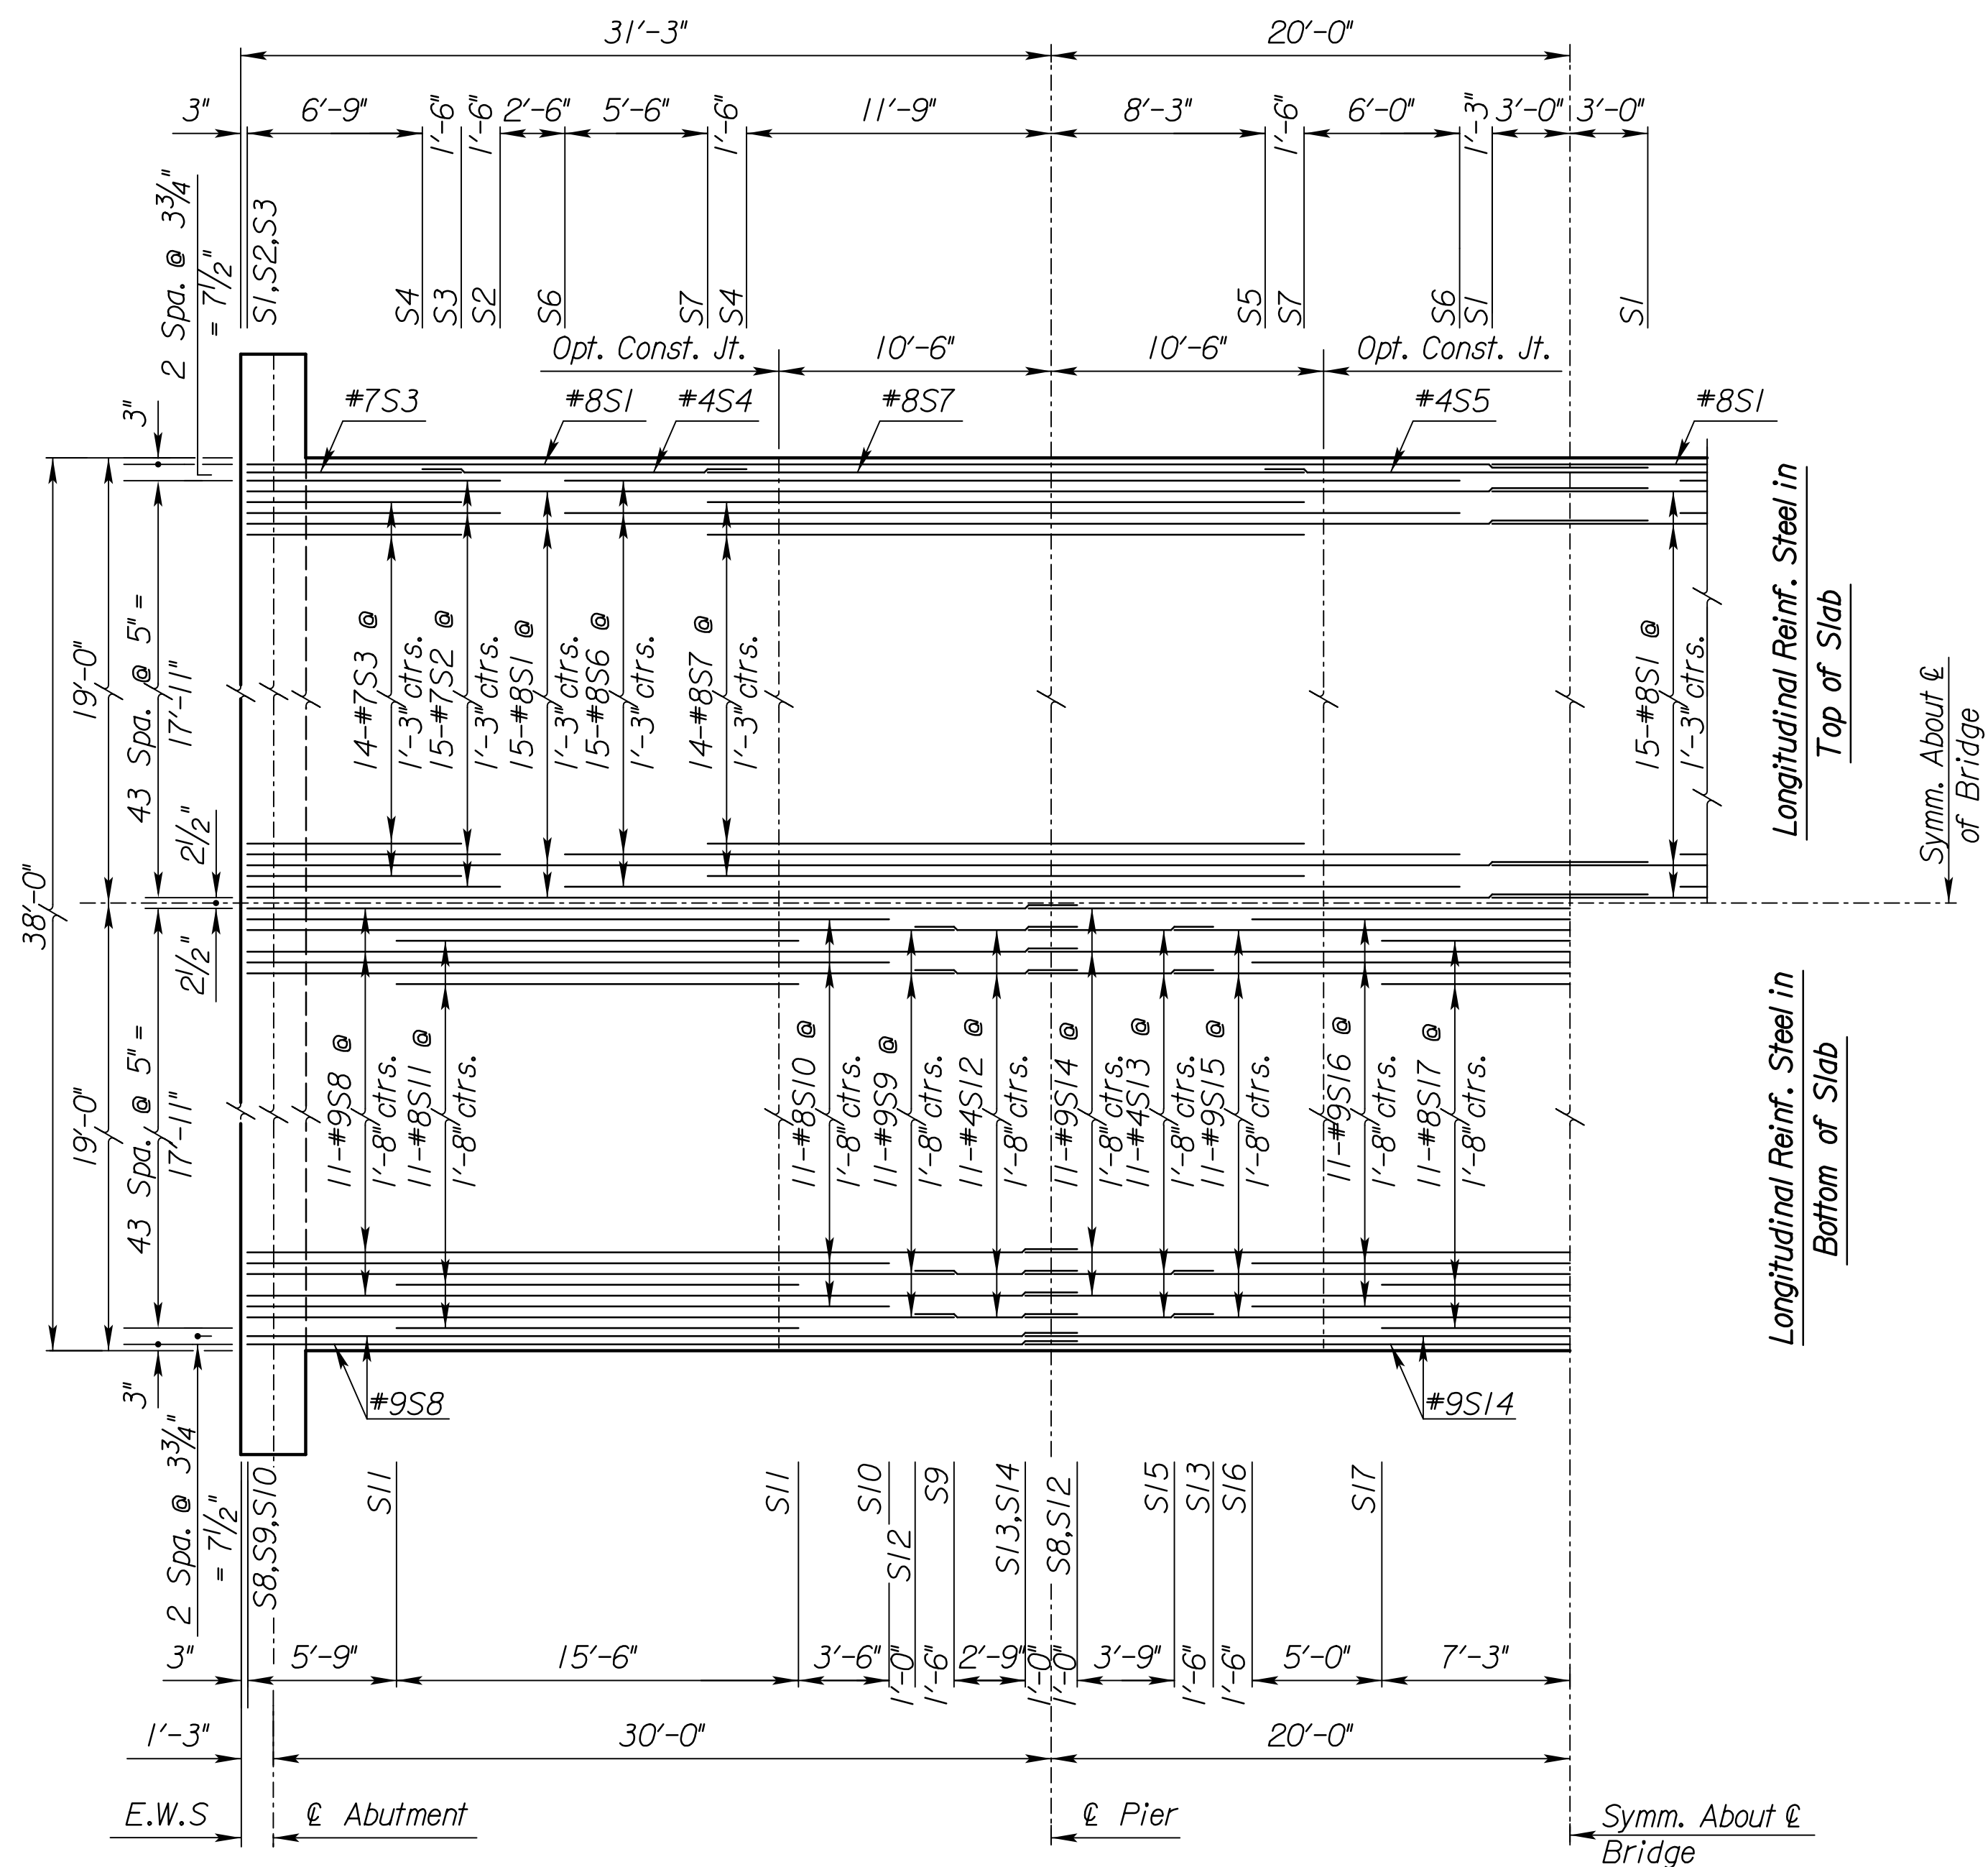 31'-3"
20'-0"
3"
6'-9"
1'-6"
1'-6"
2'-6"
5'-6"
1'-6"
11'-9"
8'-3"
1'-6"
6'-0"
1'-3"
3'-0"
3'-0"
2 Spa. @ 3 3/4"
= 7 1/2"
S1,S2,S3
S4
S3
S2
S6
S7
S4
S5
S7
S6
S1
S1
Opt. Const. Jt.
10'-6"
10'-6"
Opt. Const. Jt.
#7S3
#8S1
#4S4
#8S7
#4S5
#8S1
3"
38'-0"
19'-0"
43 Spa. @ 5" =
17'-11"
2 1/2"
14-#7S3 @
1'-3" ctrs.
15-#7S2 @
1'-3" ctrs.
15-#8S1 @
1'-3" ctrs.
15-#8S6 @
1'-3" ctrs.
14-#8S7 @
1'-3" ctrs.
15-#8S1 @
1'-3" ctrs.
Longitudinal Reinf. Steel in
Top of Slab
Symm. About ℄
of Bridge
19'-0"
43 Spa. @ 5" =
17'-11"
2 1/2"
11-#9S8 @
1'-8" ctrs.
11-#8S11 @
1'-8" ctrs.
11-#8S10 @
1'-8" ctrs.
11-#9S9 @
1'-8" ctrs.
11-#4S12 @
1'-8" ctrs.
11-#9S14 @
1'-8" ctrs.
11-#4S13 @
1'-8" ctrs.
11-#9S15 @
1'-8" ctrs.
11-#9S16 @
1'-8" ctrs.
11-#8S17 @
1'-8" ctrs.
Longitudinal Reinf. Steel in
Bottom of Slab
3"
#9S8
#9S14
2 Spa. @ 3 3/4"
= 7 1/2"
S8,S9,S10
S11
S11
S10
S12
S9
S13,S14
S8,S12
S15
S13
S16
S17
3"
5'-9"
15'-6"
3'-6"
1'-0"
1'-6"
2'-9"
1'-0"
1'-0"
3'-9"
1'-6"
1'-6"
5'-0"
7'-3"
1'-3"
30'-0"
20'-0"
E.W.S
℄ Abutment
℄ Pier
Symm. About ℄
Bridge